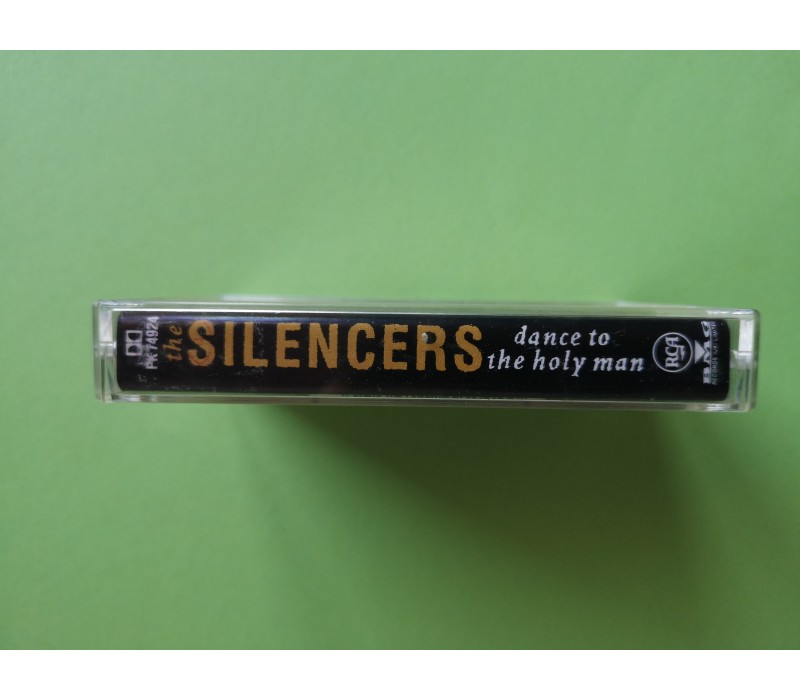 PK 74924
the SILENCERS
dance to
the holy man
RCA
BMG